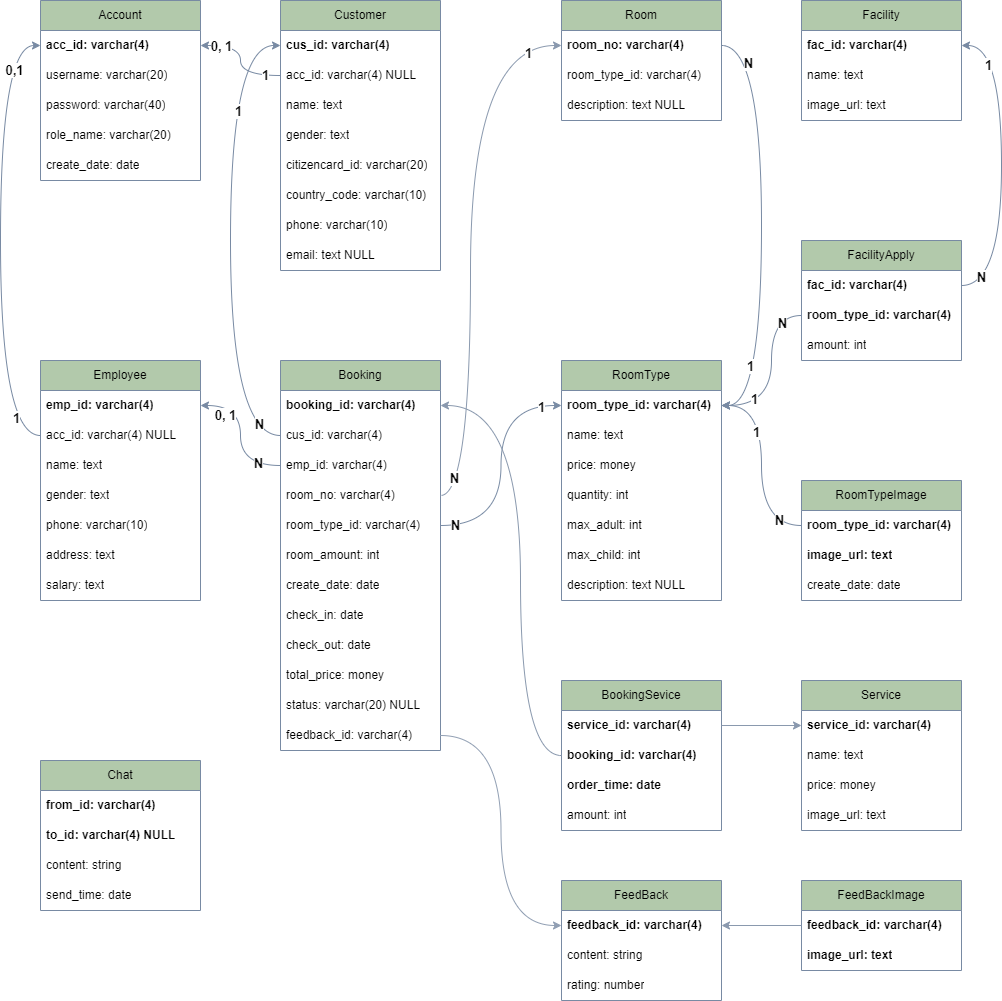 Account
acc_id: varchar(4)
username: varchar(20)
password: varchar(40)
role_name: varchar(20)
create_date: date
Customer
cus_id: varchar(4)
acc_id: varchar(4) NULL
name: text
gender: text
citizencard_id: varchar(20)
country_code: varchar(10)
phone: varchar(10)
email: text NULL
Room
room_no: varchar(4)
room_type_id: varchar(4)
description: text NULL
Facility
fac_id: varchar(4)
name: text
image_url: text
0, 1
1
0,1
1
1
N
1
N
N
1
1
N
FacilityApply
fac_id: varchar(4)
room_type_id: varchar(4)
amount: int
N
1
Employee
emp_id: varchar(4)
acc_id: varchar(4) NULL
name: text
gender: text
phone: varchar(10)
address: text
salary: text
0, 1
N
Booking
booking_id: varchar(4)
cus_id: varchar(4)
emp_id: varchar(4)
room_no: varchar(4)
room_type_id: varchar(4)
room_amount: int
create_date: date
check_in: date
check_out: date
total_price: money
status: varchar(20) NULL
feedback_id: varchar(4)
1
N
RoomType
room_type_id: varchar(4)
name: text
price: money
quantity: int
max_adult: int
max_child: int
description: text NULL
1
N
RoomTypeImage
room_type_id: varchar(4)
image_url: text
create_date: date
BookingSevice
service_id: varchar(4)
booking_id: varchar(4)
order_time: date
amount: int
Service
service_id: varchar(4)
name: text
price: money
image_url: text
Chat
from_id: varchar(4)
to_id: varchar(4) NULL
content: string
send_time: date
FeedBack
feedback_id: varchar(4)
content: string
rating: number
FeedBackImage
feedback_id: varchar(4)
image_url: text